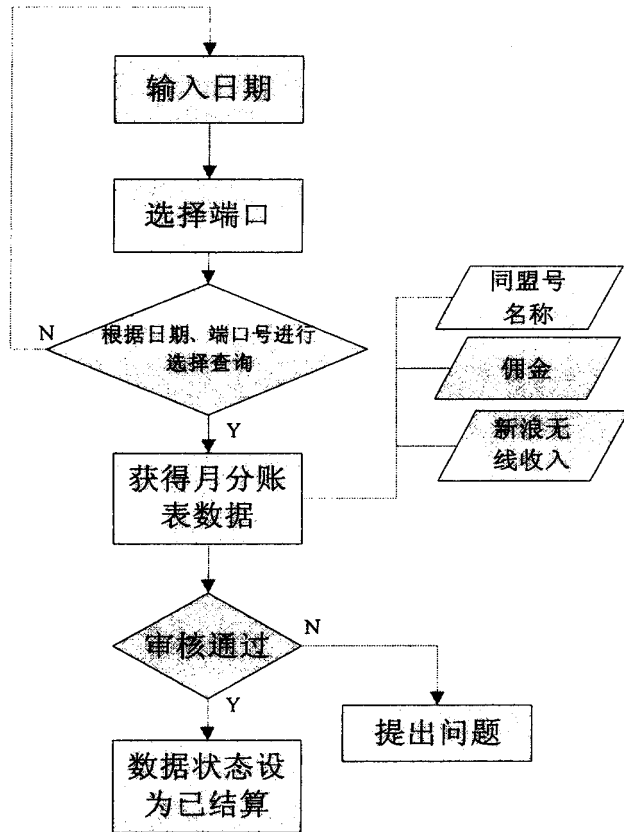 输入日期
选择端口
N
根据日期、端口号进行
选择查询
Y
同盟号
名称
佣金
新浪无
线收入
获得月分账
表数据
审核通过
N
Y
提出问题
数据状态设
为已结算